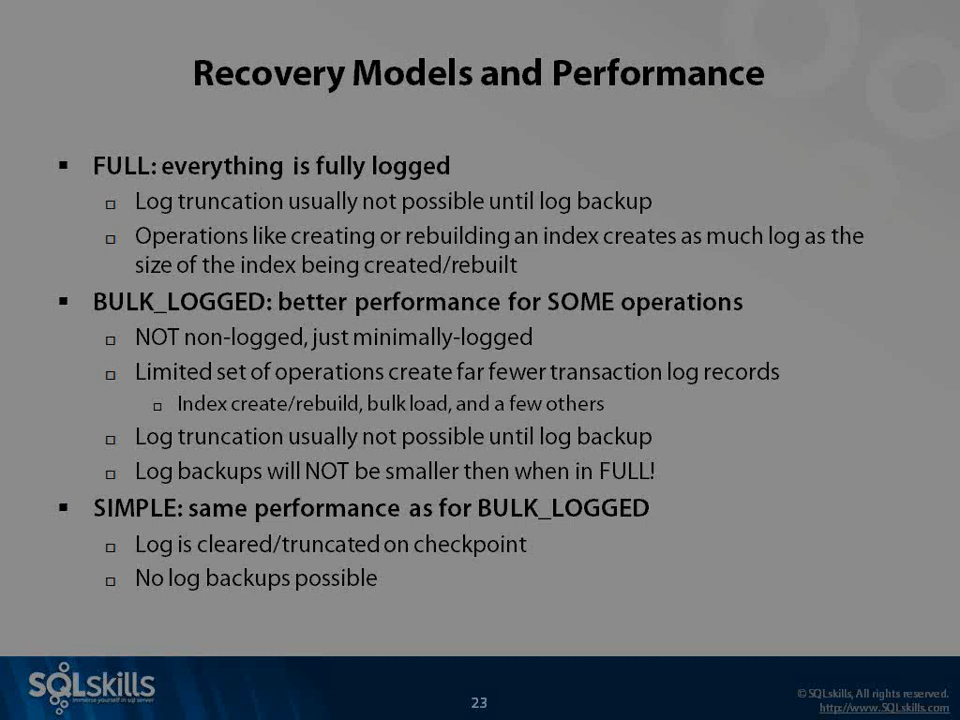 Recovery Models and Performance
FULL: everything is fully logged
Log truncation usually not possible until log backup
Operations like creating or rebuilding an index creates as much log as the
size of the index being created/rebuilt
BULK_LOGGED: better performance for SOME operations
NOT non-logged, just minimally-logged
Limited set of operations create far fewer transaction log records
Index create/rebuild, bulk load, and a few others
Log truncation usually not possible until log backup
Log backups will NOT be smaller then when in FULL!
SIMPLE: same performance as for BULK_LOGGED
Log is cleared/truncated on checkpoint
No log backups possible
SQLskills
immerse yourself in sql server
23
© SQLskills, All rights reserved.
http://www.SQLskills.com